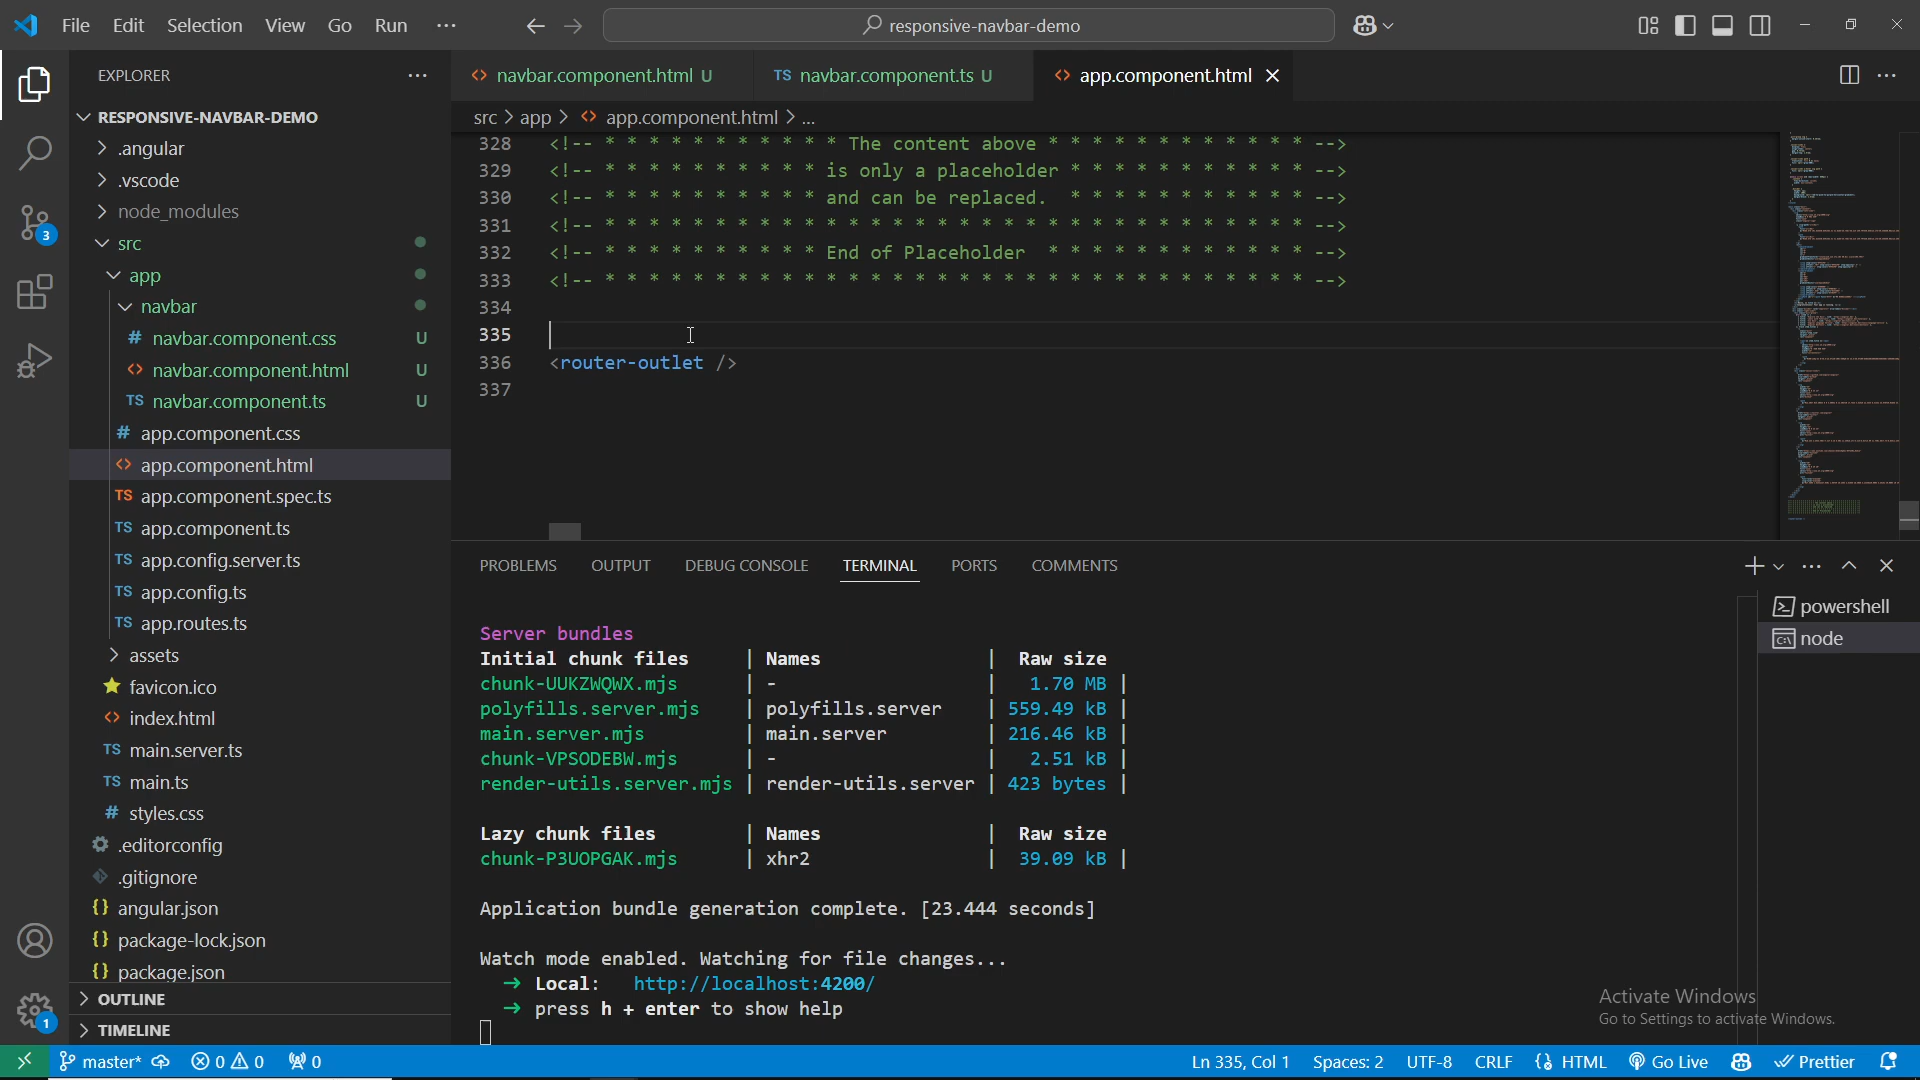 File Edit Selection View Go Run ...
responsive-navbar-demo
EXPLORER
RESPONSIVE-NAVBAR-DEMO
.angular
.vscode
node_modules
src
app
navbar
# navbar.component.css U
<> navbar.component.html U
TS navbar.component.ts U
# app.component.css
<> app.component.html
TS app.component.spec.ts
TS app.component.ts
TS app.config.server.ts
TS app.config.ts
TS app.routes.ts
assets
favicon.ico
<> index.html
TS main.server.ts
TS main.ts
# styles.css
.editorconfig
.gitignore
{} angular.json
{} package-lock.json
{} package.json
OUTLINE
TIMELINE
3
1
<> navbar.component.html U
TS navbar.component.ts U
<> app.component.html
src > app > <> app.component.html > ...
328 <!-- * * * * * * * * * * * The content above * * * * * * * * * * * * -->
329 <!-- * * * * * * * * * * is only a placeholder * * * * * * * * * * * -->
330 <!-- * * * * * * * * * * and can be replaced. * * * * * * * * * * * -->
331 <!-- * * * * * * * * * * * * * * * * * * * * * * * * * * * * * * * * -->
332 <!-- * * * * * * * * * * End of Placeholder * * * * * * * * * * * * -->
333 <!-- * * * * * * * * * * * * * * * * * * * * * * * * * * * * * * * * -->
334
335
336 <router-outlet />
337
PROBLEMS OUTPUT DEBUG CONSOLE TERMINAL PORTS COMMENTS
powershell
node
Server bundles
Initial chunk files | Names | Raw size
chunk-UUKZWQWX.mjs | - | 1.70 MB |
polyfills.server.mjs | polyfills.server | 559.49 kB |
main.server.mjs | main.server | 216.46 kB |
chunk-VPSODEBW.mjs | - | 2.51 kB |
render-utils.server.mjs | render-utils.server | 423 bytes |
Lazy chunk files | Names | Raw size
chunk-P3UOPGAK.mjs | xhr2 | 39.09 kB |
Application bundle generation complete. [23.444 seconds]
Watch mode enabled. Watching for file changes...
➜ Local: http://localhost:4200/
➜ press h + enter to show help
Activate Windows
Go to Settings to activate Windows.
master* 0 0 0 Ln 335, Col 1 Spaces: 2 UTF-8 CRLF {} HTML Go Live Prettier